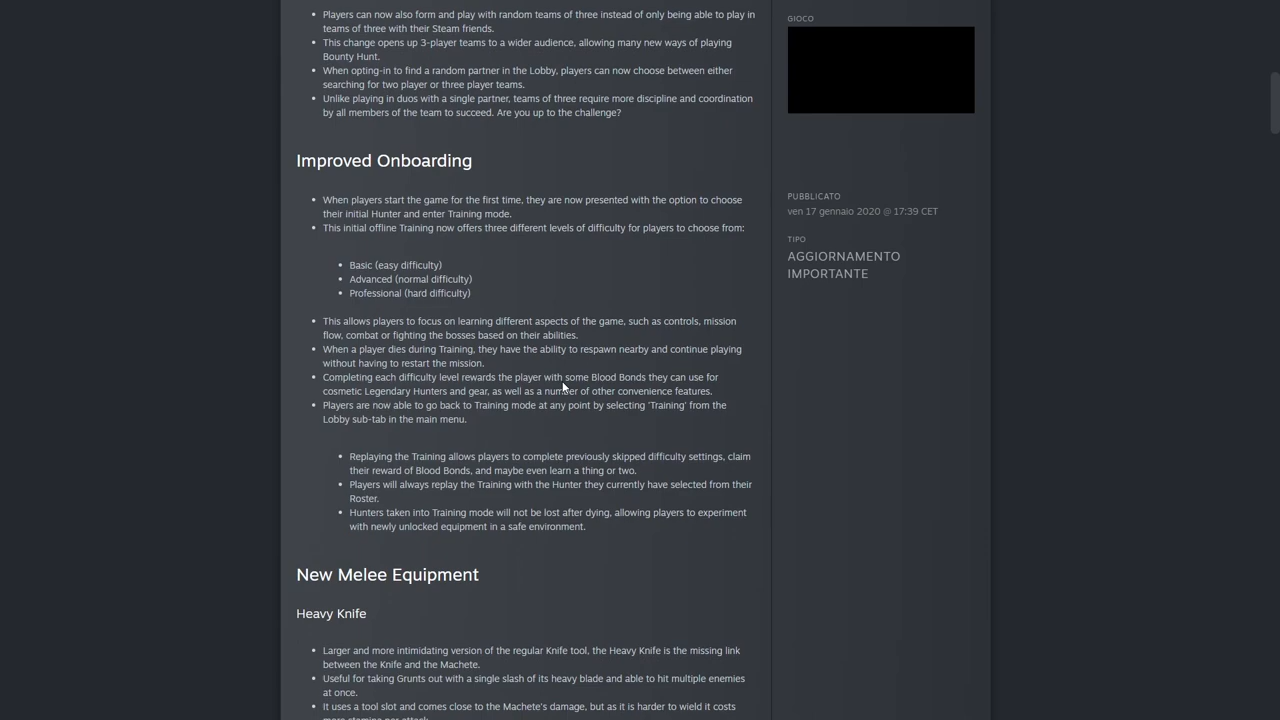 Players can now also form and play with random teams of three instead of only being able to play in
teams of three with their Steam friends.
This change opens up 3-player teams to a wider audience, allowing many new ways of playing
Bounty Hunt.
When opting-in to find a random partner in the Lobby, players can now choose between either
searching for two player or three player teams.
Unlike playing in duos with a single partner, teams of three require more discipline and coordination
by all members of the team to succeed. Are you up to the challenge?
Improved Onboarding
When players start the game for the first time, they are now presented with the option to choose
their initial Hunter and enter Training mode.
This initial offline Training now offers three different levels of difficulty for players to choose from:
Basic (easy difficulty)
Advanced (normal difficulty)
Professional (hard difficulty)
This allows players to focus on learning different aspects of the game, such as controls, mission
flow, combat or fighting the bosses based on their abilities.
When a player dies during Training, they have the ability to respawn nearby and continue playing
without having to restart the mission.
Completing each difficulty level rewards the player with some Blood Bonds they can use for
cosmetic Legendary Hunters and gear, as well as a number of other convenience features.
Players are now able to go back to Training mode at any point by selecting 'Training' from the
Lobby sub-tab in the main menu.
Replaying the Training allows players to complete previously skipped difficulty settings, claim
their reward of Blood Bonds, and maybe even learn a thing or two.
Players will always replay the Training with the Hunter they currently have selected from their
Roster.
Hunters taken into Training mode will not be lost after dying, allowing players to experiment
with newly unlocked equipment in a safe environment.
New Melee Equipment
Heavy Knife
Larger and more intimidating version of the regular Knife tool, the Heavy Knife is the missing link
between the Knife and the Machete.
Useful for taking Grunts out with a single slash of its heavy blade and able to hit multiple enemies
at once.
It uses a tool slot and comes close to the Machete's damage, but as it is harder to wield it costs
more stamina per attack.
GIOCO
PUBBLICATO
ven 17 gennaio 2020 @ 17:39 CET
TIPO
AGGIORNAMENTO
IMPORTANTE